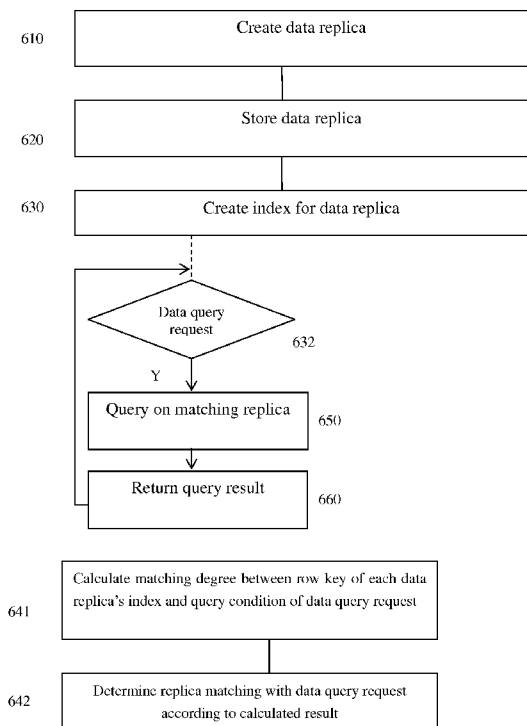 610
Create data replica
620
Store data replica
630
Create index for data replica
Data query
request
632
Y
Query on matching replica
650
Return query result
660
641
Calculate matching degree between row key of each data
replica's index and query condition of data query request
642
Determine replica matching with data query request
according to calculated result